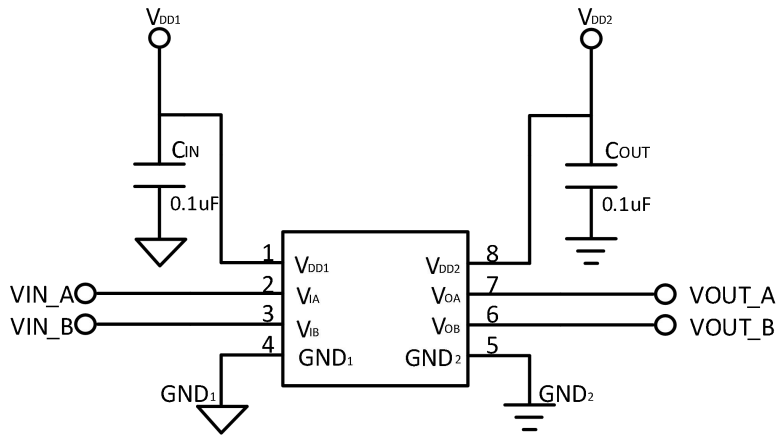 VDD1 VDD2
CIN COUT
0.1uF 0.1uF
1 8
VDD1 VDD2
VIN_A 2 7 VOUT_A
VIA VOA
VIN_B 3 6 VOUT_B
VIB VOB
4 5
GND1 GND2
GND1 GND2